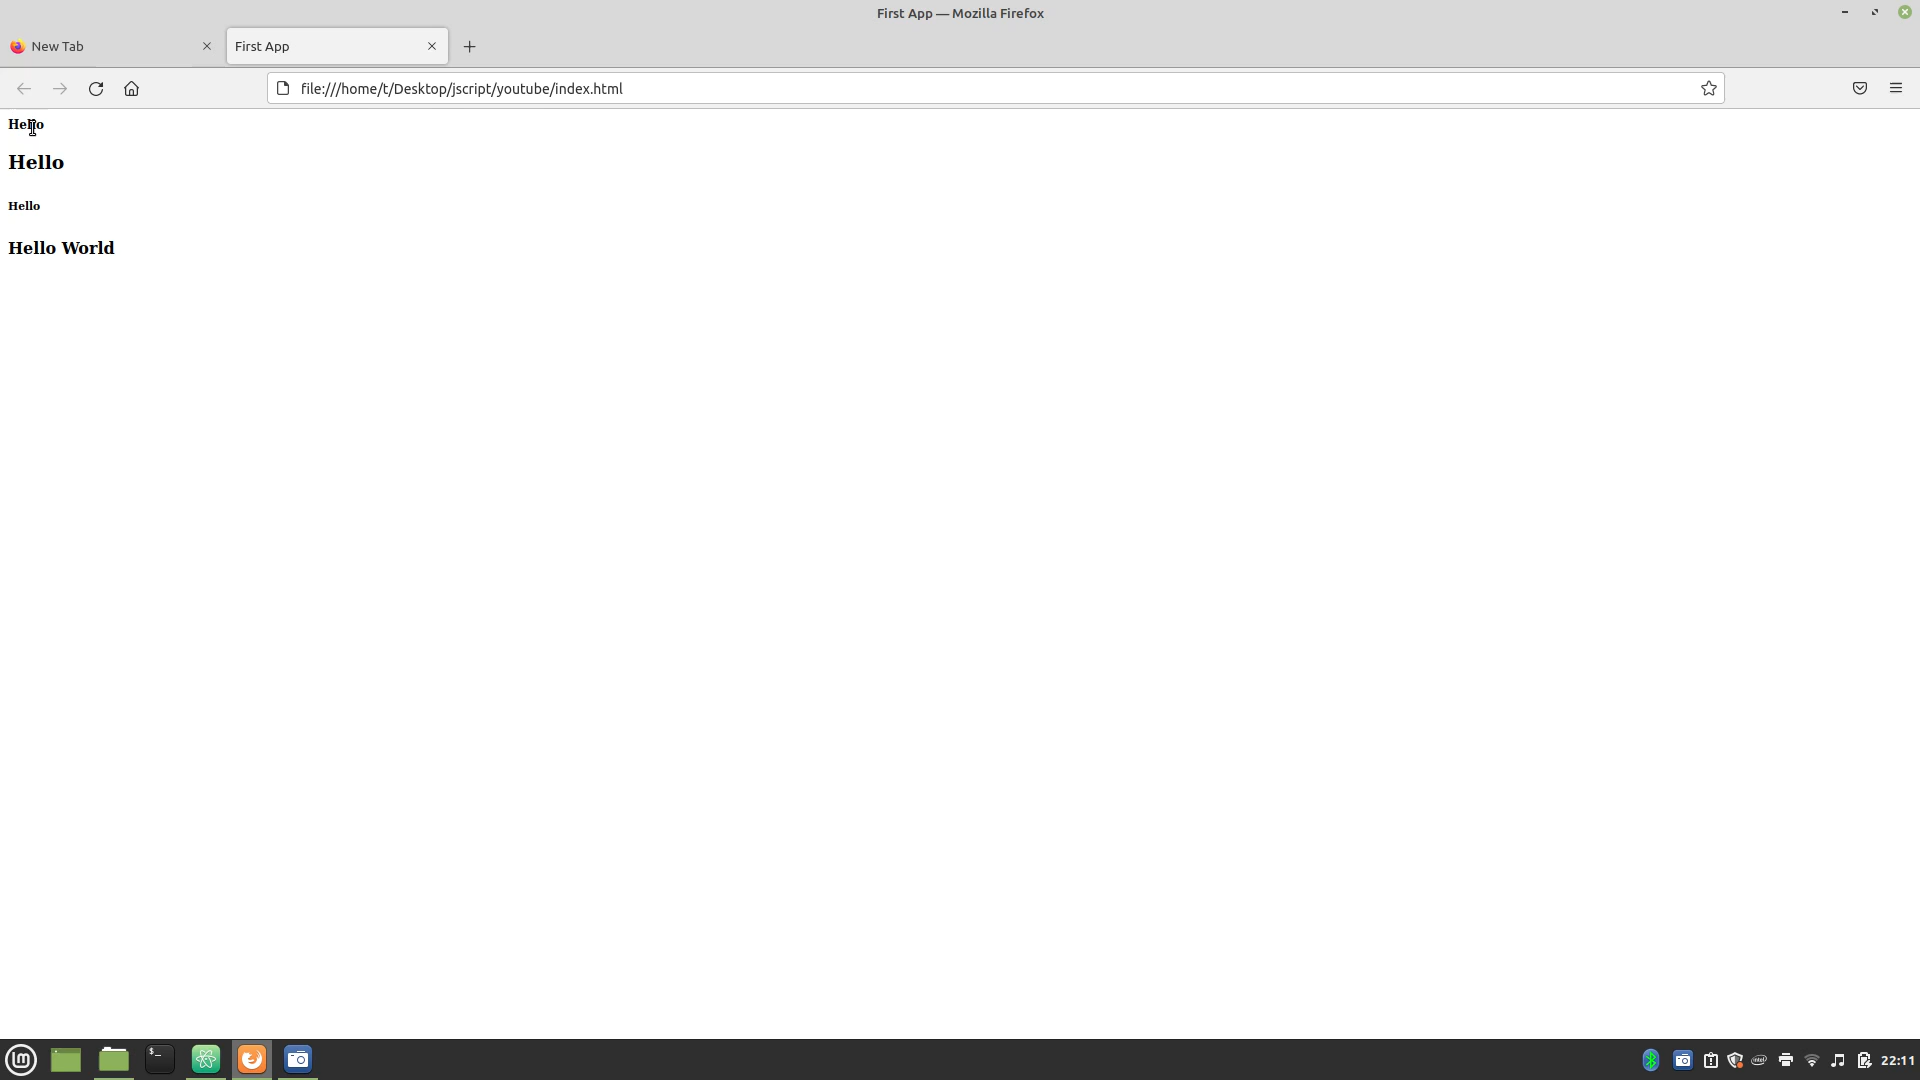 First App — Mozilla Firefox
New Tab
First App
file:///home/t/Desktop/jscript/youtube/index.html
Hello
Hello
Hello
Hello World
22:11